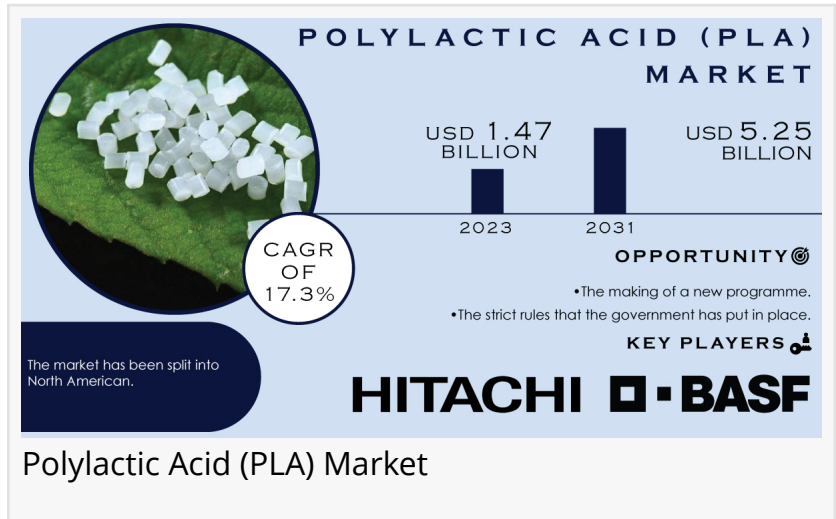 POLYLACTIC ACID (PLA)
MARKET
USD 1.47
BILLION
USD 5.25
BILLION
2023
2031
CAGR
OF
17.3%
OPPORTUNITY
•The making of a new programme.
•The strict rules that the government has put in place.
KEY PLAYERS
The market has been split into
North American.
HITACHI
BASF
Polylactic Acid (PLA) Market